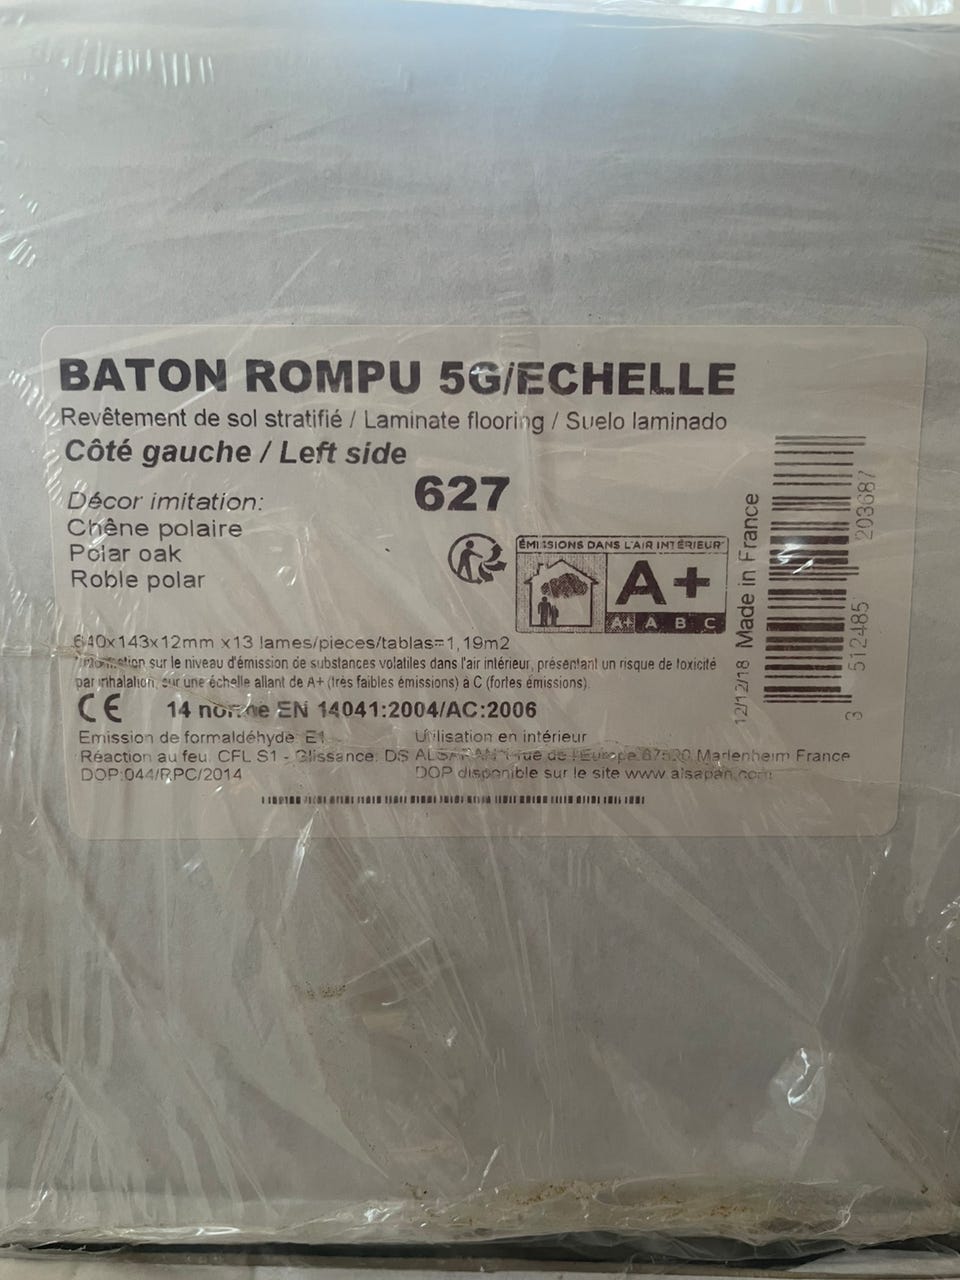 BATON ROMPU 5G/ECHELLE
Revêtement de sol stratifié / Laminate flooring / Suelo laminado
Côté gauche / Left side
627
Décor imitation:
Chêne polaire
Polar oak
Roble polar
ÉMISSIONS DANS L'AIR INTÉRIEUR*
A+
A+ A B C
640x143x12mm x13 lames/pieces/tablas=1,19m2
*Information sur le niveau d'émission de substances volatiles dans l'air intérieur, présentant un risque de toxicité
par inhalation, sur une échelle allant de A+ (très faibles émissions) à C (fortes émissions).
CE 14 norme EN 14041:2004/AC:2006
Emission de formaldéhyde E1 Utilisation en intérieur
Réaction au feu: CFL S1 - Glissance: DS ALSAPAN rue de l'Europe Marlenheim France
DOP:044/RPC/2014 DOP disponible sur le site www.alsapan.com
12/12/18 Made in France
3 512485 203687